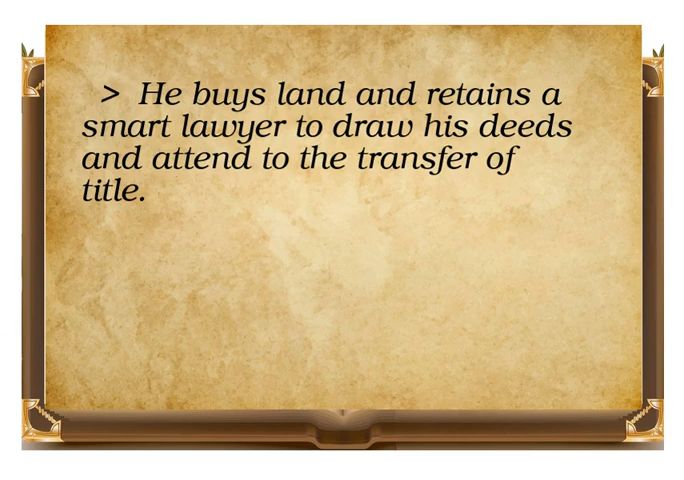 > He buys land and retains a
smart lawyer to draw his deeds
and attend to the transfer of
title.